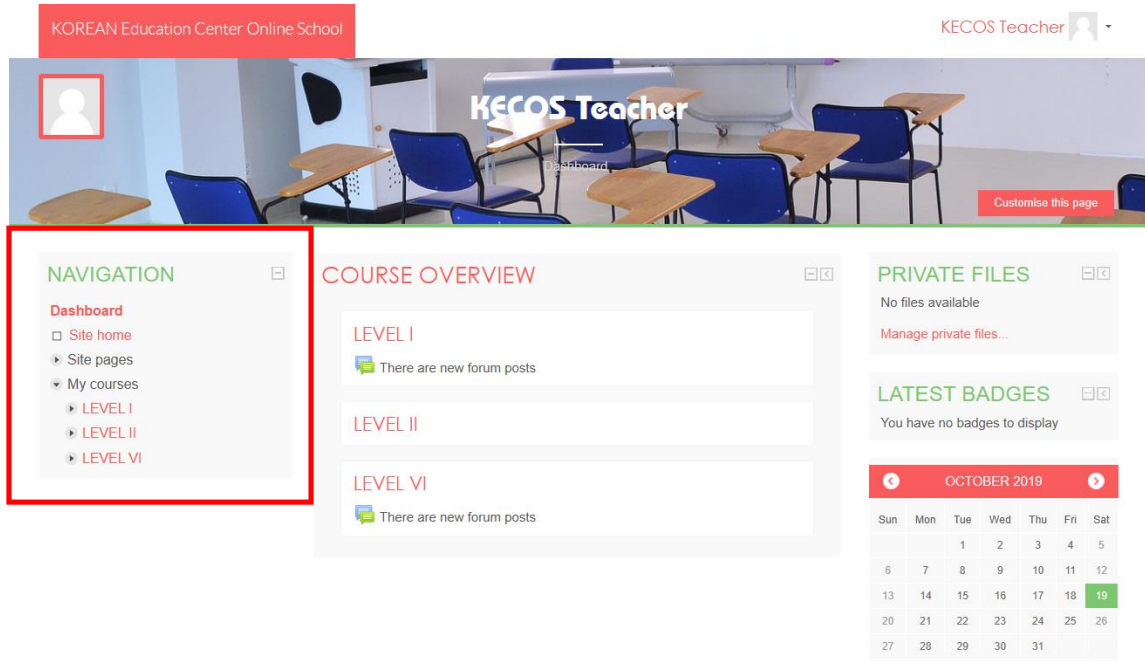 KOREAN Education Center Online School
KECOS Teacher
KECOS Teacher
Dashboard
Customise this page
NAVIGATION
Dashboard
Site home
Site pages
My courses
LEVEL I
LEVEL II
LEVEL VI
COURSE OVERVIEW
LEVEL I
There are new forum posts
LEVEL II
LEVEL VI
There are new forum posts
PRIVATE FILES
No files available
Manage private files...
LATEST BADGES
You have no badges to display
OCTOBER 2019
Sun Mon Tue Wed Thu Fri Sat
1 2 3 4 5
6 7 8 9 10 11 12
13 14 15 16 17 18 19
20 21 22 23 24 25 26
27 28 29 30 31